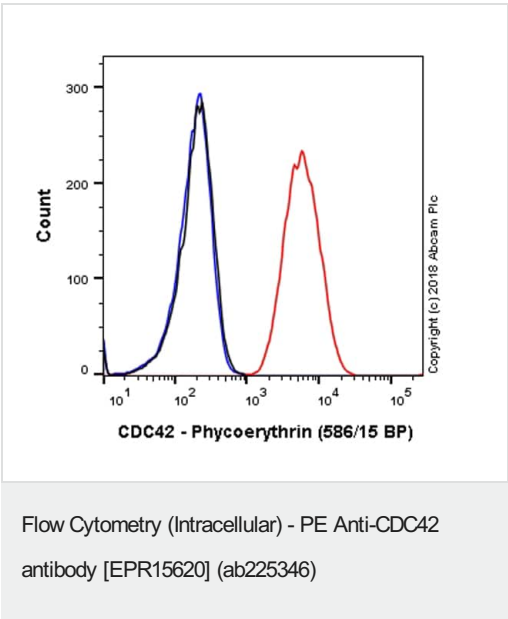 300
200
100
0
Count
10¹ 10² 10³ 10⁴ 10⁵
CDC42 - Phycoerythrin (586/15 BP)
Copyright (c) 2018 Abcam Plc
Flow Cytometry (Intracellular) - PE Anti-CDC42
antibody [EPR15620] (ab225346)